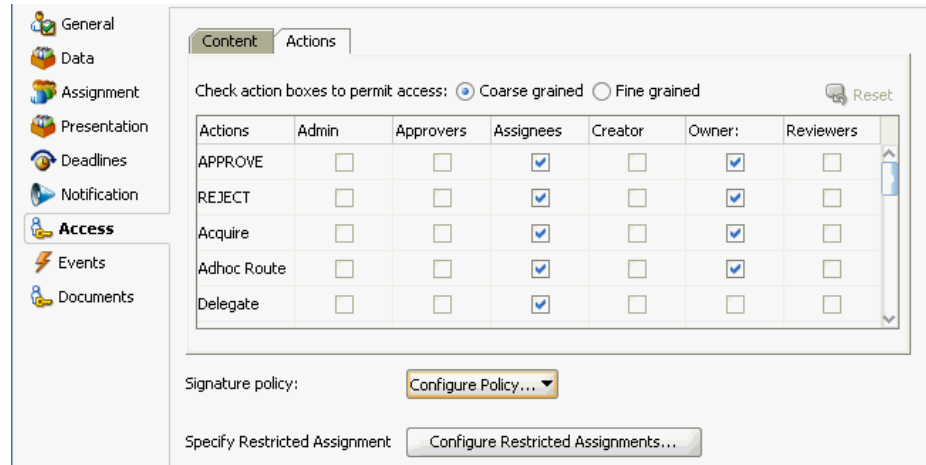 General
Data
Assignment
Presentation
Deadlines
Notification
Access
Events
Documents
Content Actions
Check action boxes to permit access: Coarse grained Fine grained Reset
Actions Admin Approvers Assignees Creator Owner: Reviewers
APPROVE
REJECT
Acquire
Adhoc Route
Delegate
Signature policy: Configure Policy...
Specify Restricted Assignment Configure Restricted Assignments...